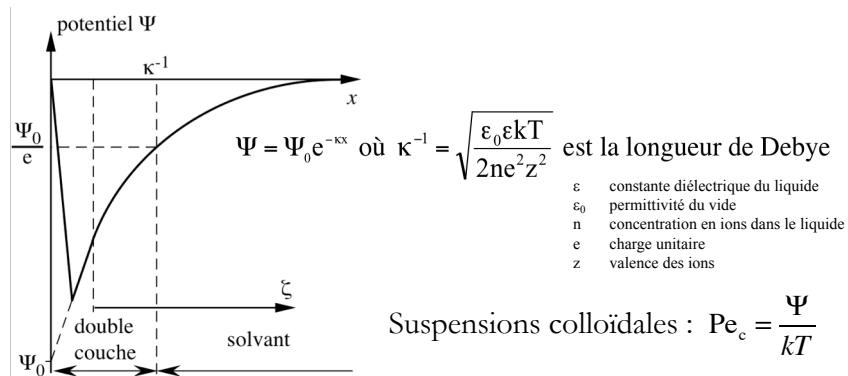 potentiel Ψ
κ⁻¹
x
Ψ₀
e
Ψ = Ψ₀e^(-κx) où κ⁻¹ = √(ε₀εkT / 2ne²z²) est la longueur de Debye
ε constante diélectrique du liquide
ε₀ permittivité du vide
n concentration en ions dans le liquide
e charge unitaire
z valence des ions
ζ
double
couche
solvant
Ψ₀
Suspensions colloïdales : Pe_c = Ψ / kT